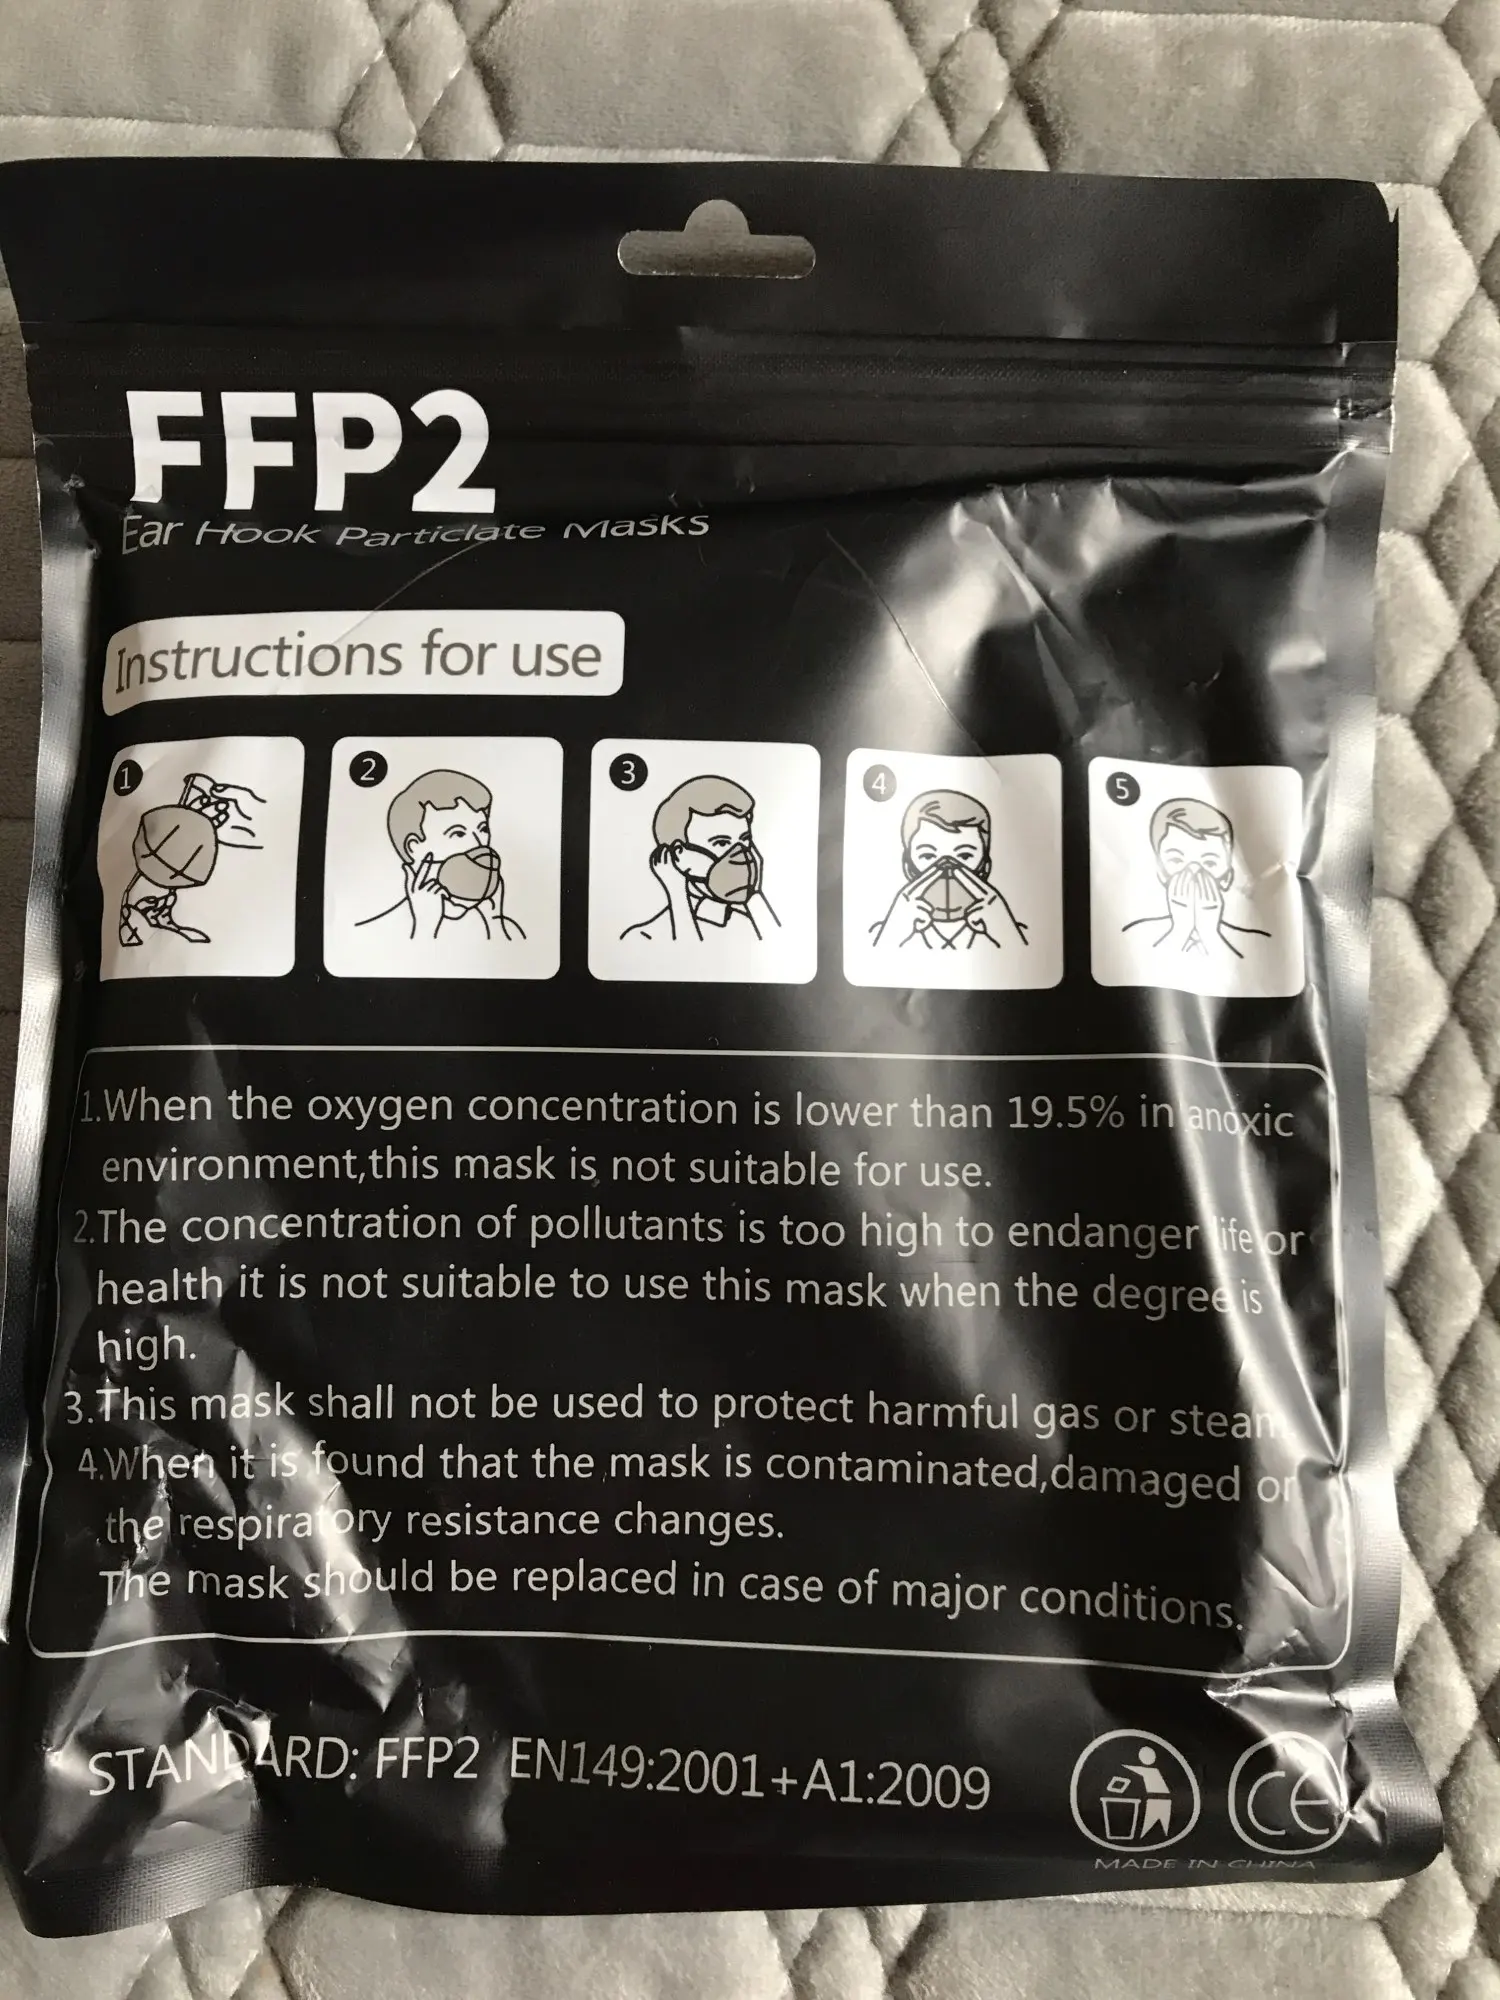 FFP2
Ear Hook Particlate Masks
Instructions for use
1 2 3 4 5
1.When the oxygen concentration is lower than 19.5% in anoxic
environment,this mask is not suitable for use.
2.The concentration of pollutants is too high to endanger life or
health it is not suitable to use this mask when the degree is
high.
3.This mask shall not be used to protect harmful gas or steam
4.When it is found that the mask is contaminated,damaged or
the respiratory resistance changes.
The mask should be replaced in case of major conditions.
STANDARD: FFP2 EN149:2001+A1:2009
CE
MADE IN CHINA